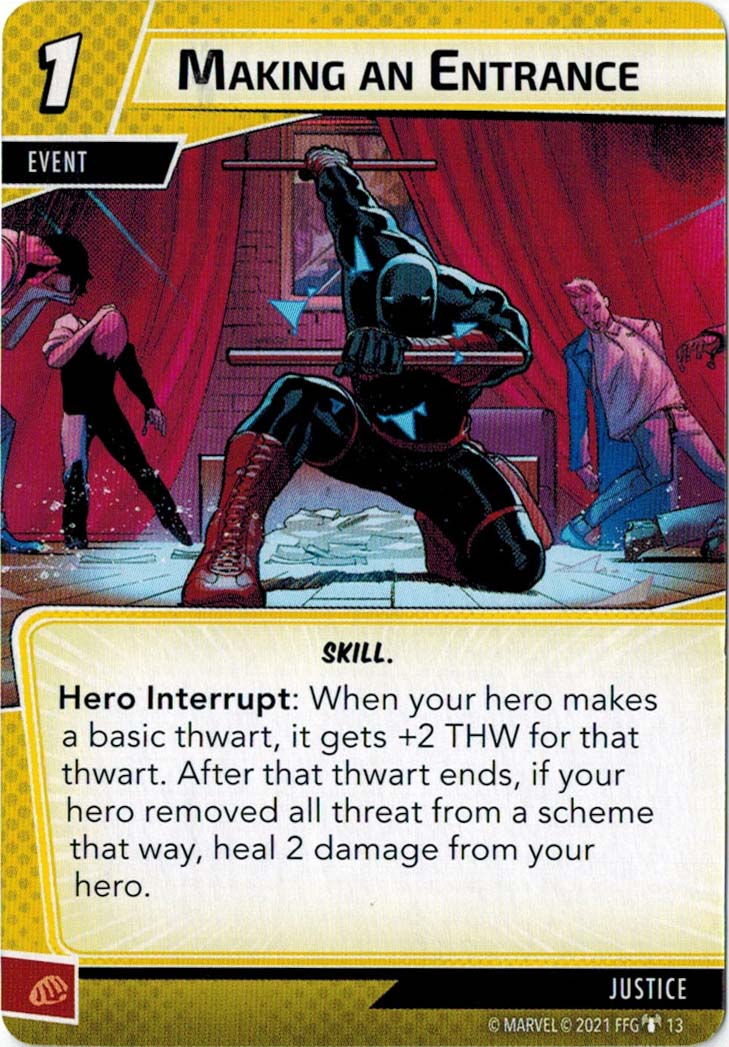 1
MAKING AN ENTRANCE
EVENT
SKILL.
Hero Interrupt: When your hero makes
a basic thwart, it gets +2 THW for that
thwart. After that thwart ends, if your
hero removed all threat from a scheme
that way, heal 2 damage from your
hero.
JUSTICE
© MARVEL © 2021 FFG 13